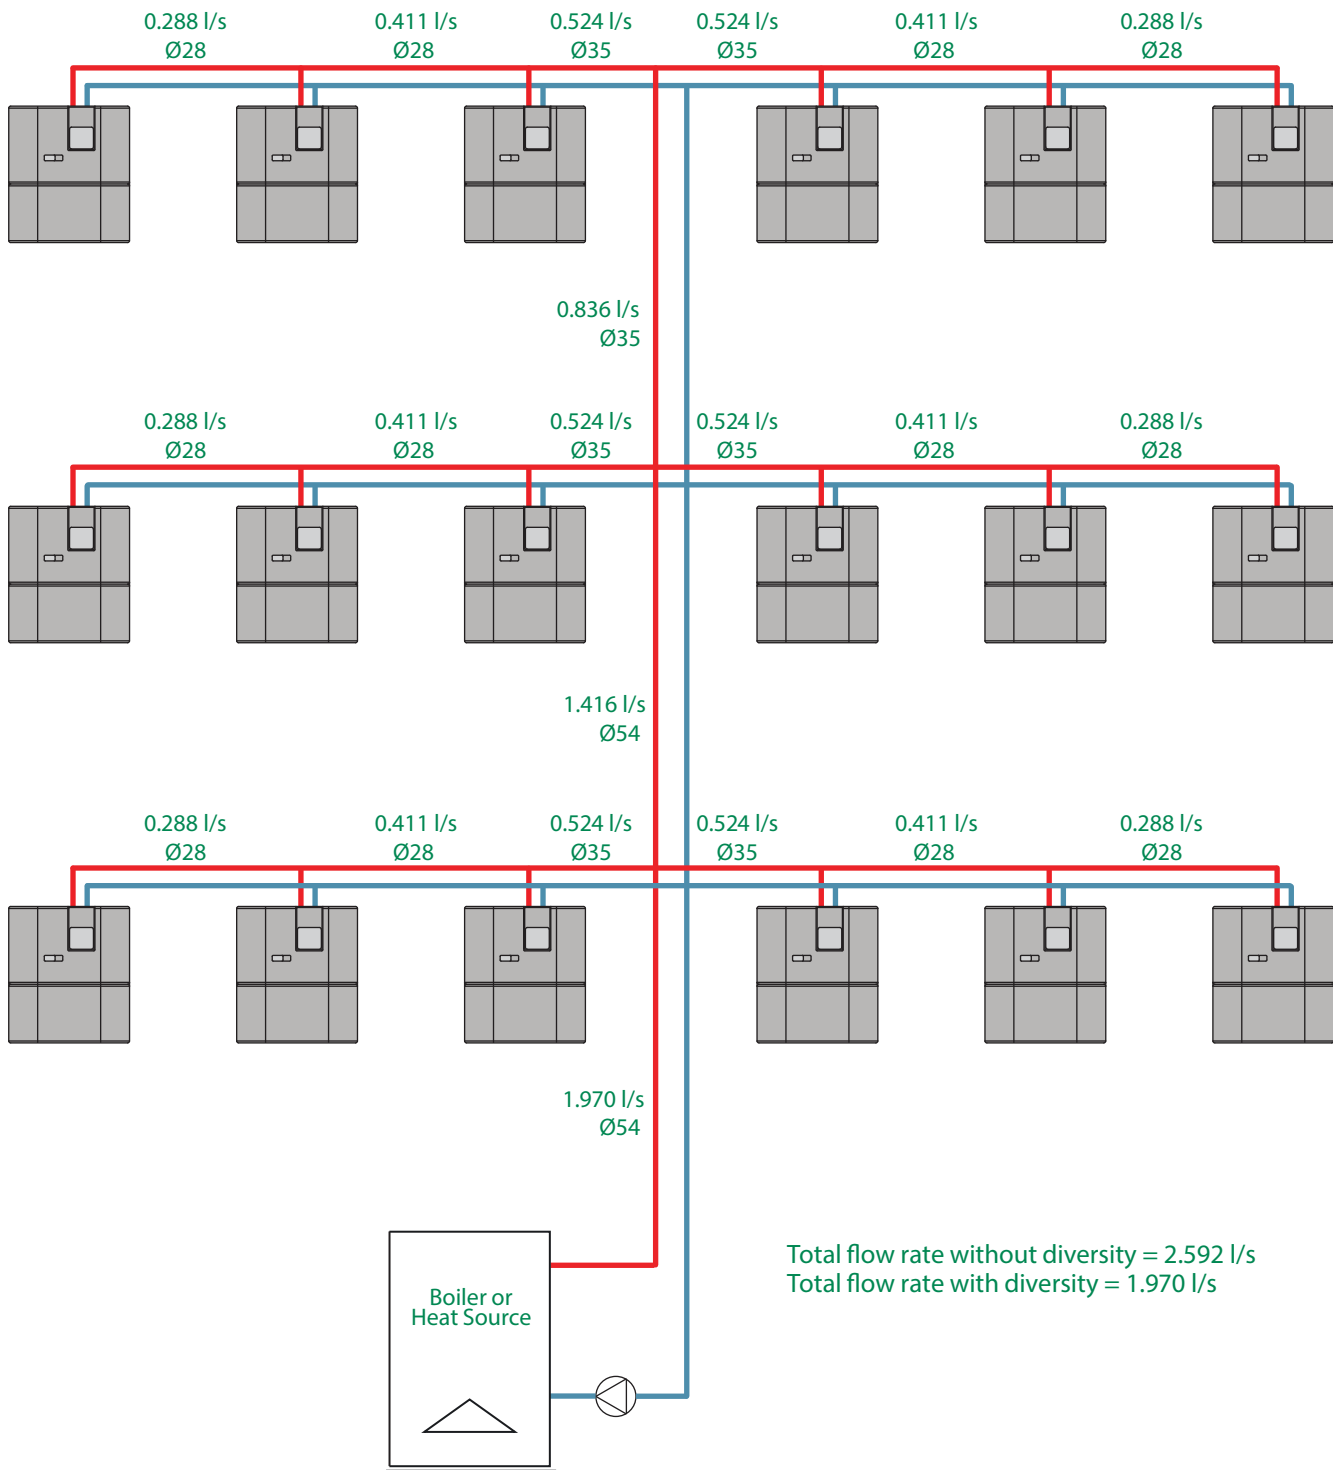 0.288 l/s
Ø28
0.411 l/s
Ø28
0.524 l/s
Ø35
0.524 l/s
Ø35
0.411 l/s
Ø28
0.288 l/s
Ø28
0.836 l/s
Ø35
0.288 l/s
Ø28
0.411 l/s
Ø28
0.524 l/s
Ø35
0.524 l/s
Ø35
0.411 l/s
Ø28
0.288 l/s
Ø28
1.416 l/s
Ø54
0.288 l/s
Ø28
0.411 l/s
Ø28
0.524 l/s
Ø35
0.524 l/s
Ø35
0.411 l/s
Ø28
0.288 l/s
Ø28
1.970 l/s
Ø54
Total flow rate without diversity = 2.592 l/s
Total flow rate with diversity = 1.970 l/s
Boiler or
Heat Source